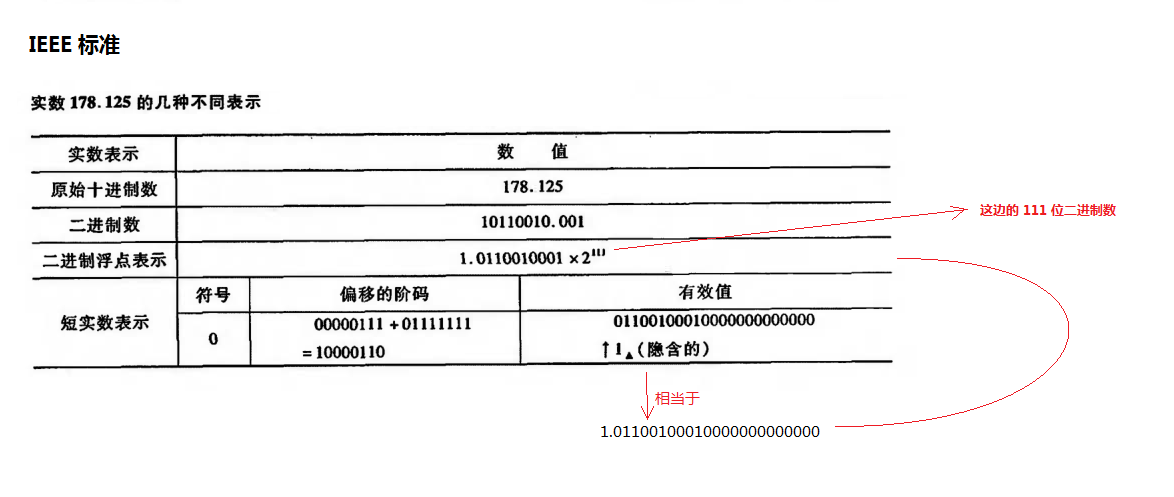 IEEE 标准
实数 178.125 的几种不同表示
实数表示 数 值
原始十进制数 178.125
二进制数 10110010.001
这边的 111 位二进制数
二进制浮点表示 1.0110010001 ×2¹¹¹
短实数表示 符号 偏移的阶码 有效值
0 00000111 +01111111 01100100010000000000000
=10000110 ↑1▲(隐含的)
相当于
1.01100100010000000000000